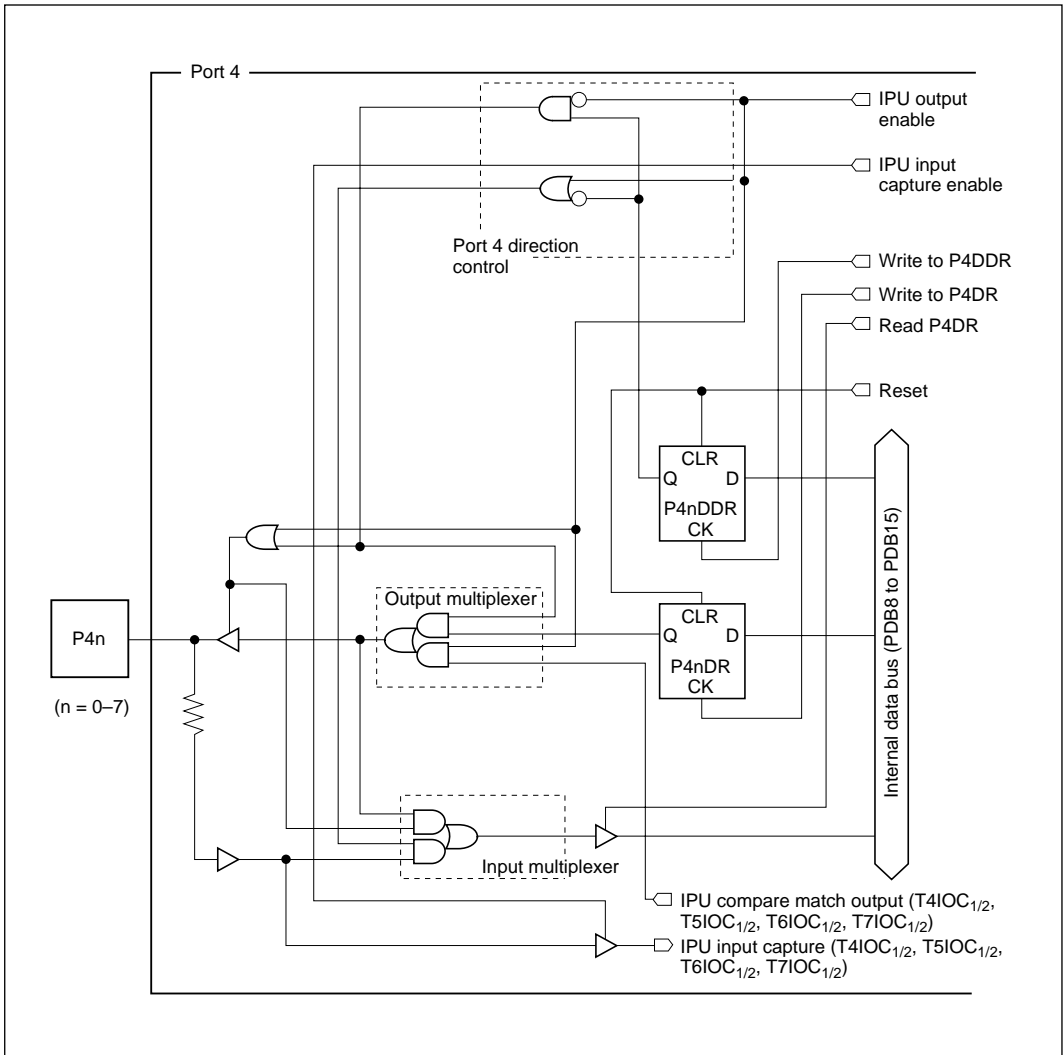 Port 4
IPU output
enable
IPU input
capture enable
Port 4 direction
control
Write to P4DDR
Write to P4DR
Read P4DR
Reset
CLR
Q D
P4nDDR
CK
Output multiplexer
CLR
Q D
P4nDR
CK
Internal data bus (PDB8 to PDB15)
P4n
(n = 0–7)
Input multiplexer
IPU compare match output (T4IOC1/2,
T5IOC1/2, T6IOC1/2, T7IOC1/2)
IPU input capture (T4IOC1/2, T5IOC1/2,
T6IOC1/2, T7IOC1/2)